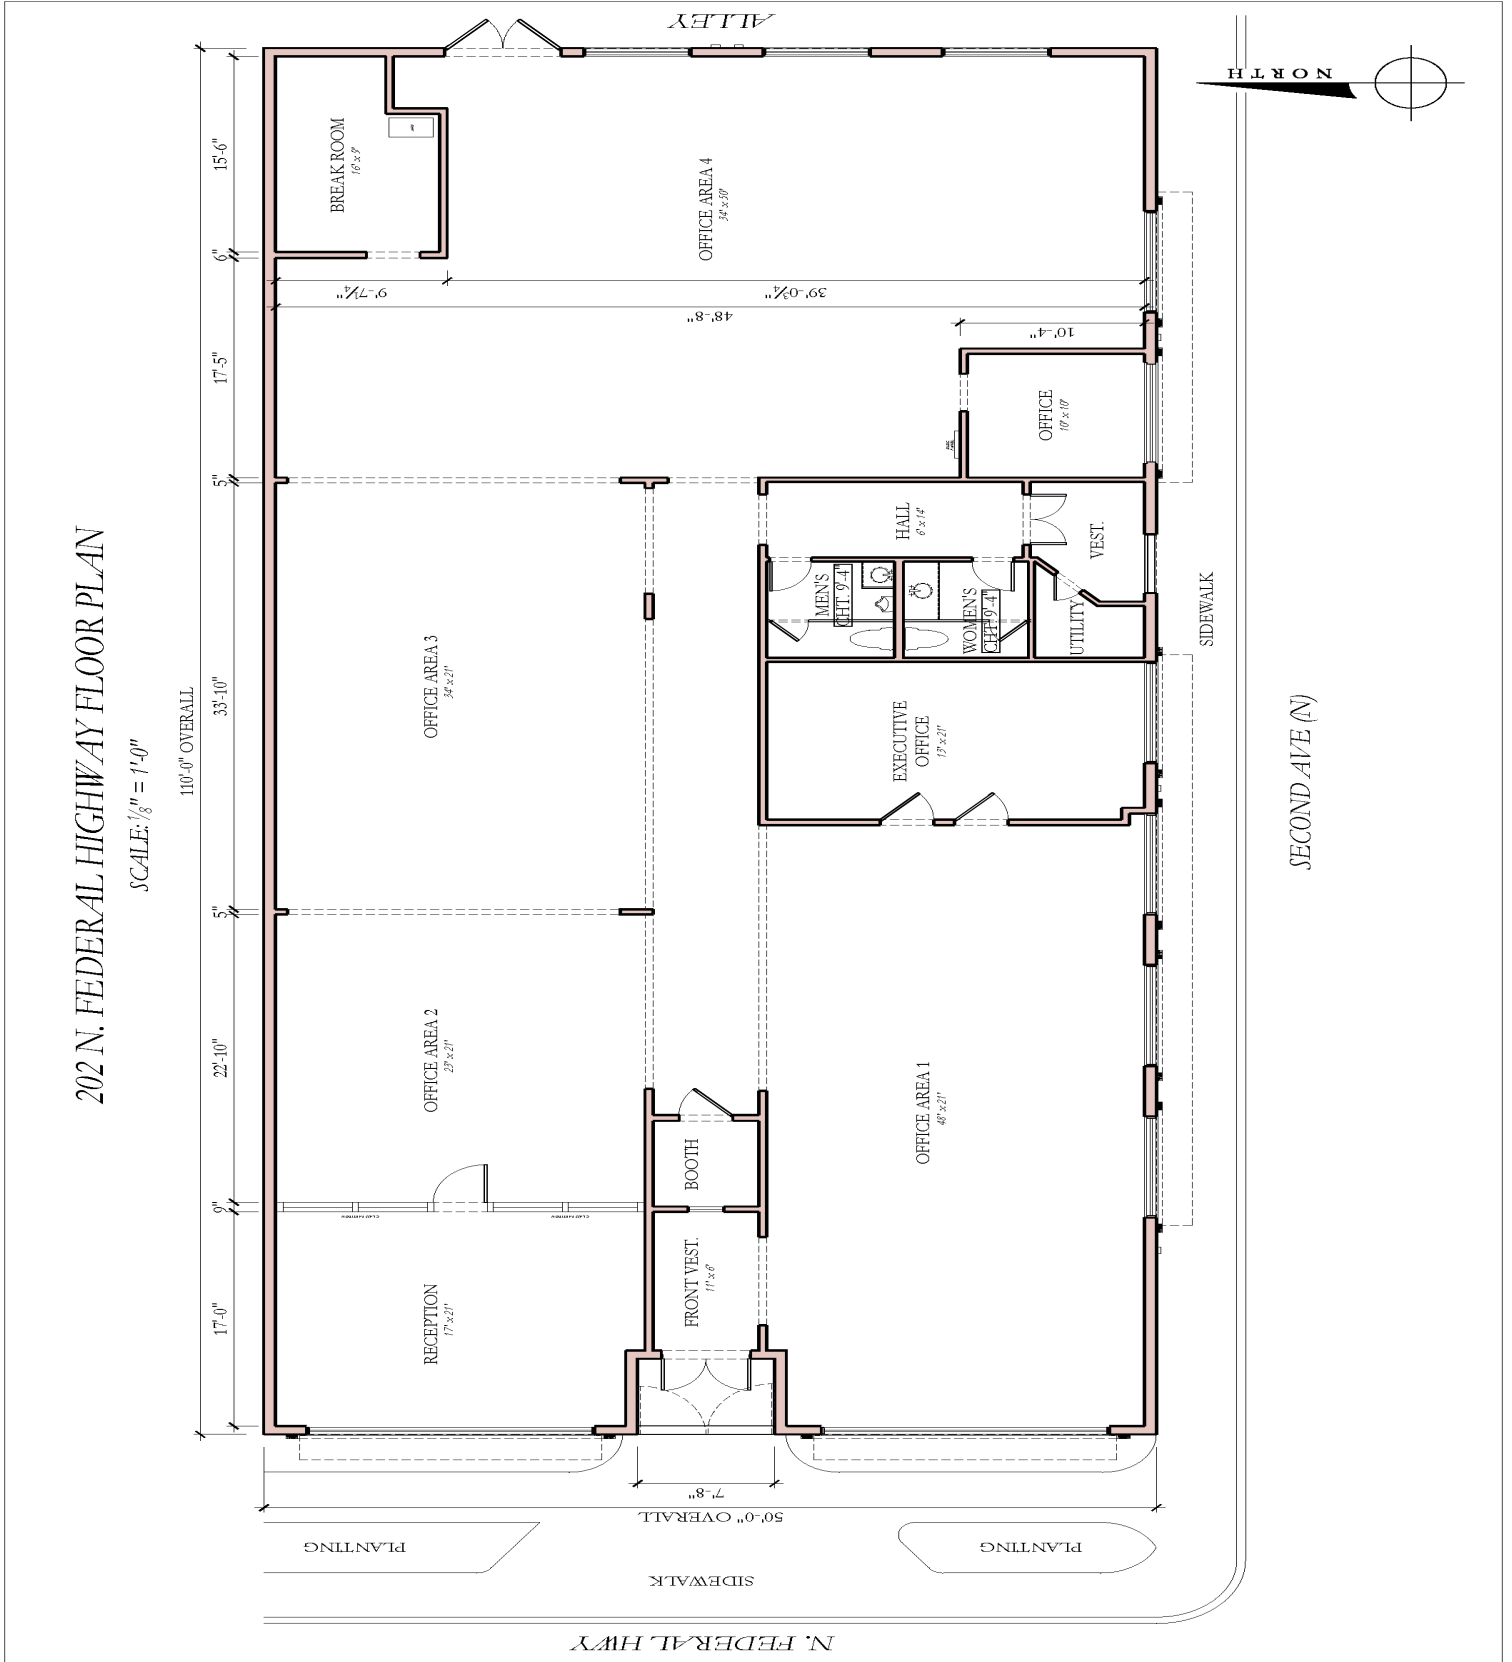 202 N. FEDERAL HIGHWAY FLOOR PLAN
SCALE: 1/8" = 1'-0"
110'-0" OVERALL
15'-6"
6"
17'-5"
5"
33'-10"
5"
22'-10"
9"
17'-0"
ALLEY
NORTH
BREAK ROOM
16' x 9'
OFFICE AREA 4
34' x 50'
9'-7 1/4"
39'-0 3/4"
48'-8"
10'-4"
OFFICE
10' x 10'
HALL
6' x 14'
VEST.
MEN'S
CHT. 9'-4"
WOMEN'S
CHT. 9'-4"
UTILITY
OFFICE AREA 3
34' x 21'
EXECUTIVE
OFFICE
13' x 21'
SIDEWALK
SECOND AVE (N)
OFFICE AREA 2
23' x 21'
OFFICE AREA 1
48' x 21'
BOOTH
FRONT VEST.
11' x 6'
RECEPTION
17' x 21'
7'-8"
50'-0" OVERALL
PLANTING
PLANTING
SIDEWALK
N. FEDERAL HWY